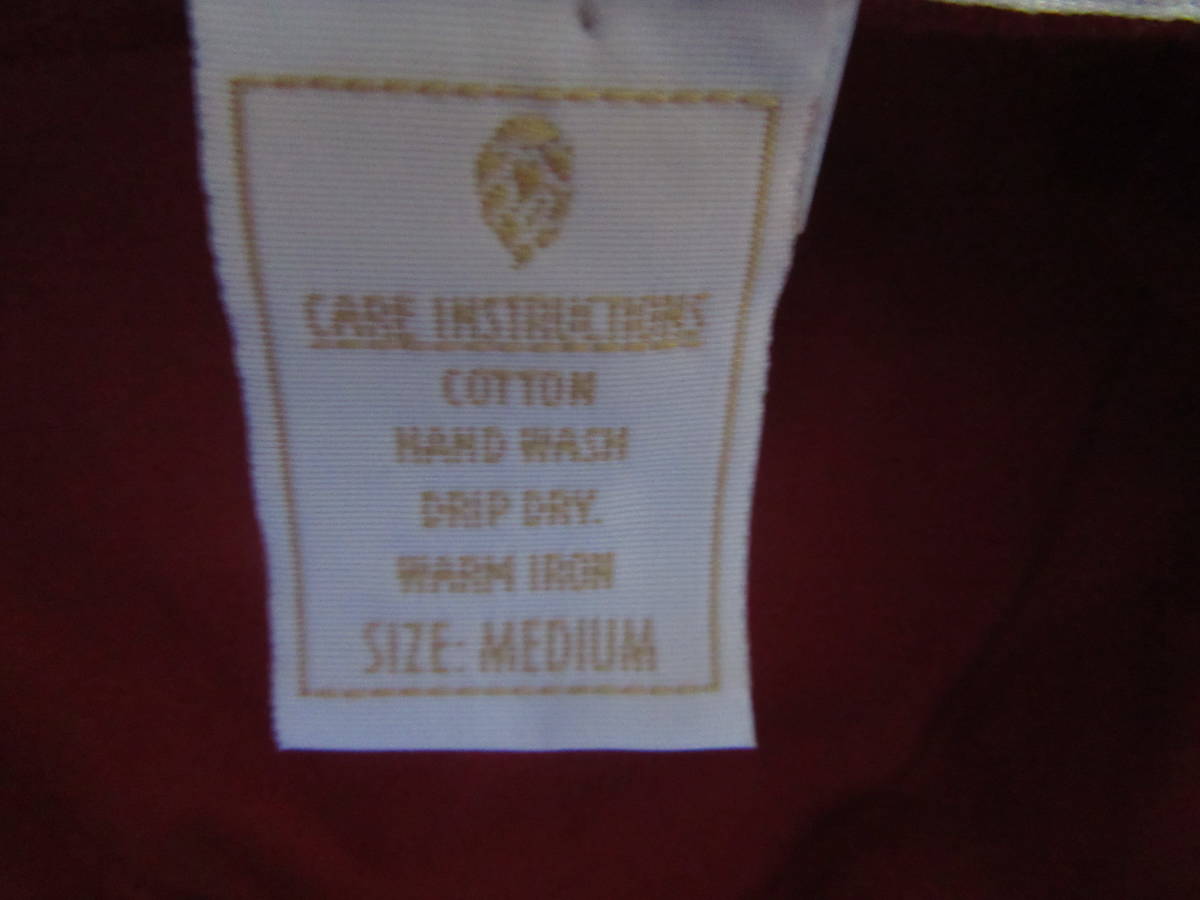 CARE INSTRUCTIONS
COTTON
HAND WASH
DRIP DRY.
WARM IRON
SIZE: MEDIUM